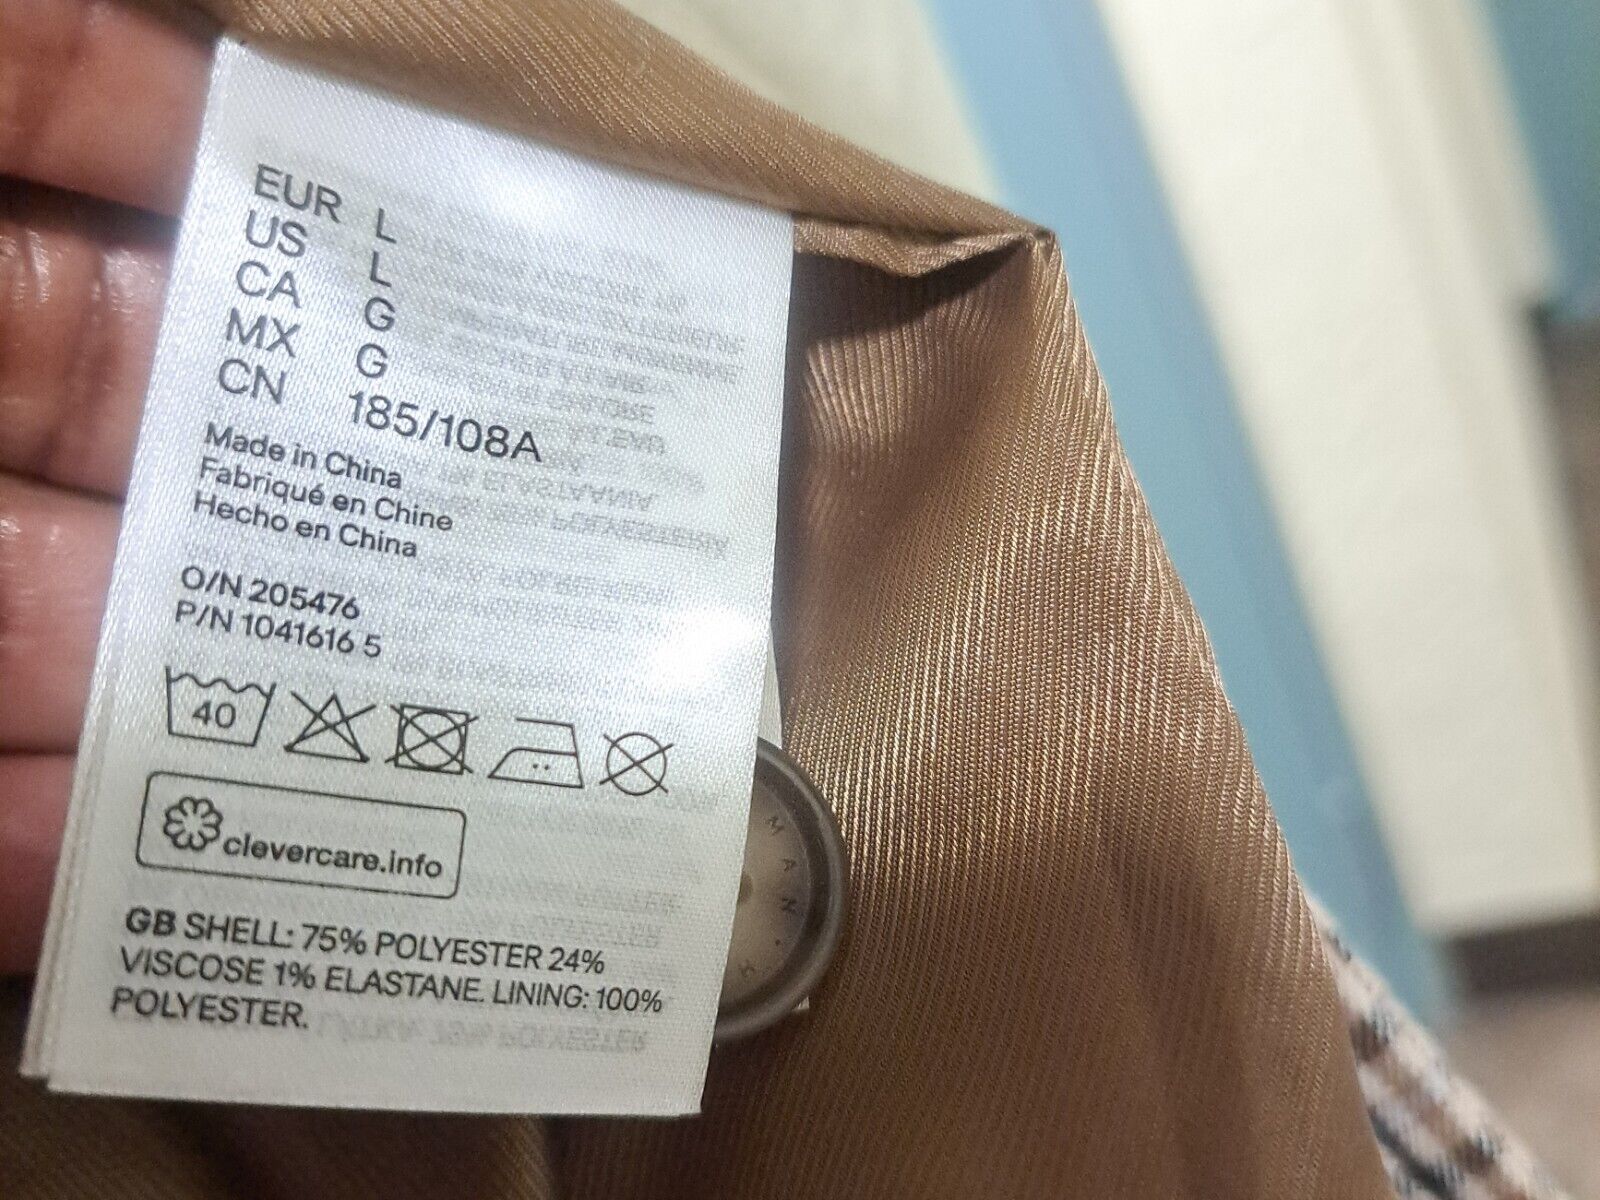 EUR L
US L
CA G
MX G
CN 185/108A
Made in China
Fabriqué en Chine
Hecho en China
O/N 205476
P/N 1041616 5
40
clevercare.info
GB SHELL: 75% POLYESTER 24%
VISCOSE 1% ELASTANE. LINING: 100%
POLYESTER.
MAN